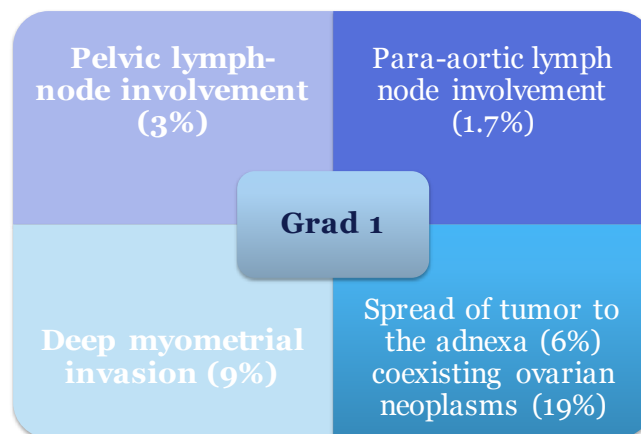 Pelvic lymph-
node involvement
(3%)
Para-aortic lymph
node involvement
(1.7%)
Grad 1
Deep myometrial
invasion (9%)
Spread of tumor to
the adnexa (6%)
coexisting ovarian
neoplasms (19%)